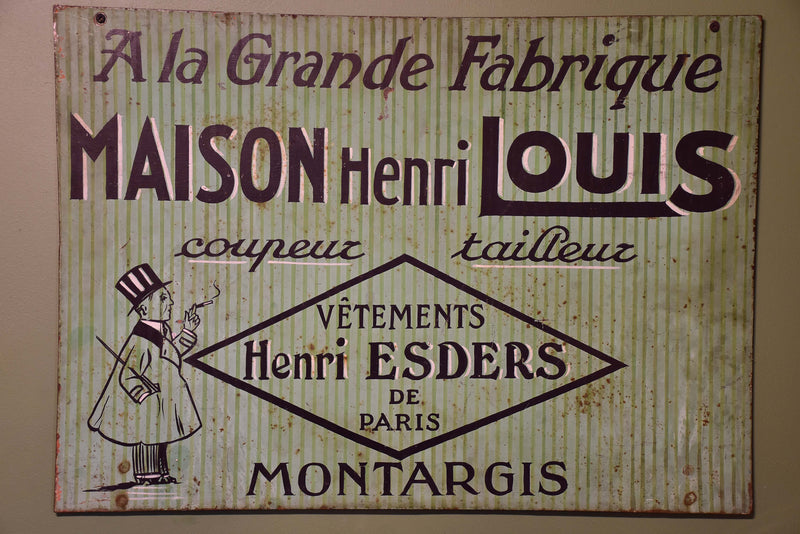 A la Grande Fabrique
MAISON Henri LOUIS
coupeur tailleur
VÊTEMENTS
Henri ESDERS
DE
PARIS
MONTARGIS